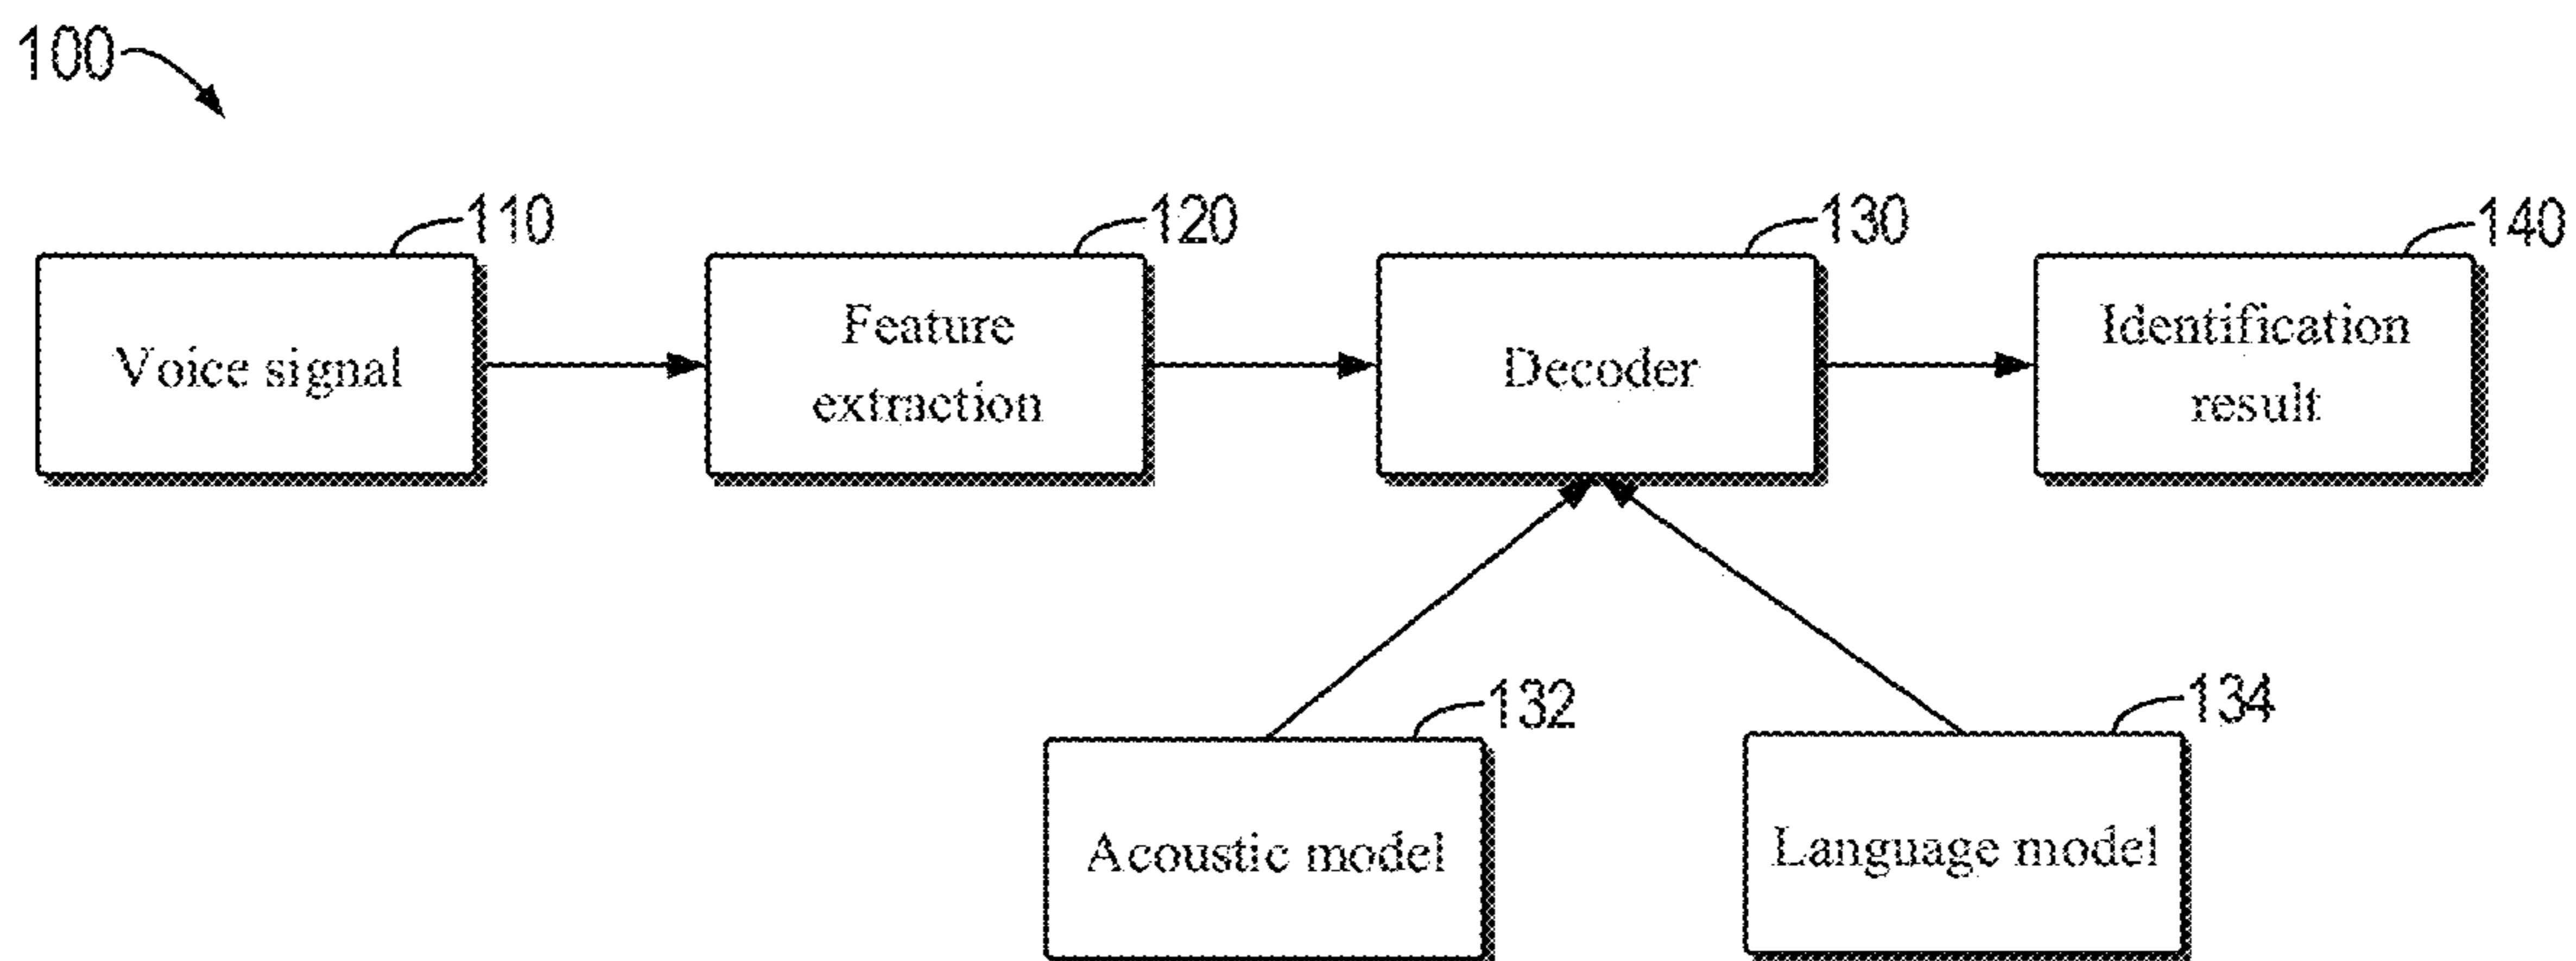 100
110
120
130
140
Voice signal
Feature
extraction
Decoder
Identification
result
132
134
Acoustic model
Language model